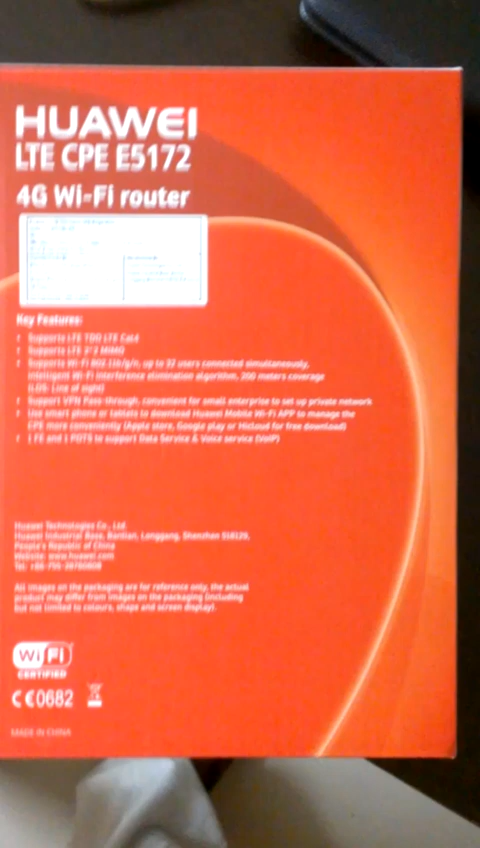 HUAWEI
LTE CPE E5172
4G Wi-Fi router
Key Features:
Supports LTE TDD LTE Card
Supports LTE 2*2 MIMO
Supports Wi-Fi 802.11b/g/n, up to 32 users connected simultaneously,
intelligent Wi-Fi interference elimination algorithm, 200 meters coverage
(LOS: Line of sight)
Support VPN Pass-through, convenient for small enterprise to set up private network
Use smart phone or tablets to download Huawei Mobile Wi-Fi APP to manage the
CPE more conveniently (Apple store, Google play or HiCloud for free download)
1 LTE and 1 POTS to support Data Service & Voice service (VoIP)
Huawei Technologies Co., Ltd.
Huawei Industrial Base, Bantian, Longgang, Shenzhen 518129,
People's Republic of China
Website: www.huawei.com
Tel:
All images on the packaging are for reference only, the actual
product may differ from images on the packaging (including
but not limited to colours, shape and screen display).
Wi Fi
CERTIFIED
CE0682
MADE IN CHINA